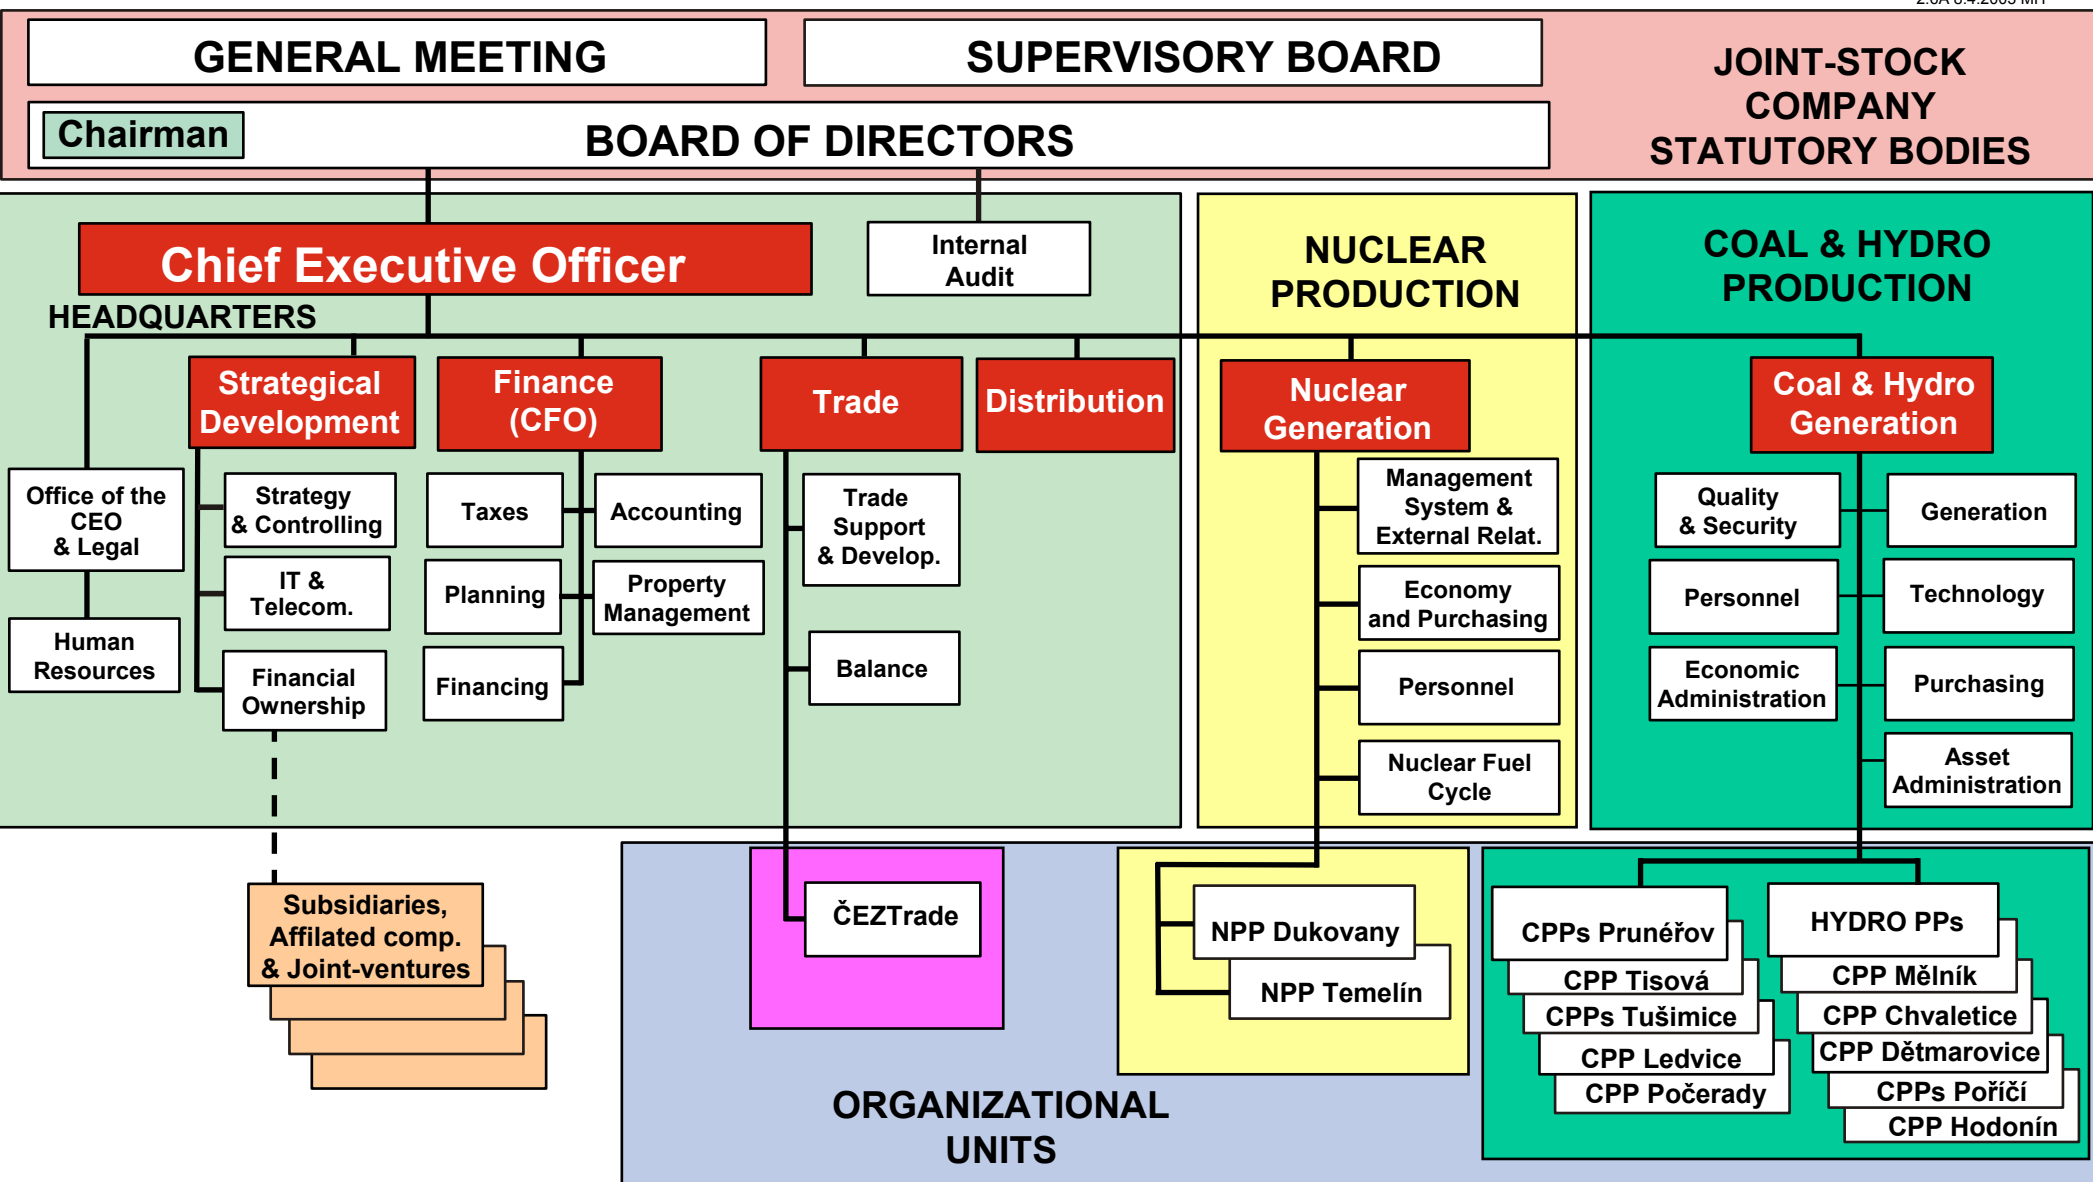 GENERAL MEETING
SUPERVISORY BOARD
JOINT-STOCK
COMPANY
STATUTORY BODIES
Chairman
BOARD OF DIRECTORS
Chief Executive Officer
Internal
Audit
HEADQUARTERS
NUCLEAR
PRODUCTION
COAL & HYDRO
PRODUCTION
Strategical
Development
Finance
(CFO)
Trade
Distribution
Nuclear
Generation
Coal & Hydro
Generation
Office of the
CEO
& Legal
Human
Resources
Strategy
& Controlling
IT &
Telecom.
Financial
Ownership
Taxes
Accounting
Planning
Property
Management
Financing
Trade
Support
& Develop.
Balance
Management
System &
External Relat.
Economy
and Purchasing
Personnel
Nuclear Fuel
Cycle
Quality
& Security
Generation
Personnel
Technology
Economic
Administration
Purchasing
Asset
Administration
Subsidiaries,
Affilated comp.
& Joint-ventures
ČEZTrade
NPP Dukovany
NPP Temelín
CPPs Prunéřov
CPP Tisová
CPPs Tušimice
CPP Ledvice
CPP Počerady
HYDRO PPs
CPP Mělník
CPP Chvaletice
CPP Dětmarovice
CPPs Poříčí
CPP Hodonín
ORGANIZATIONAL
UNITS